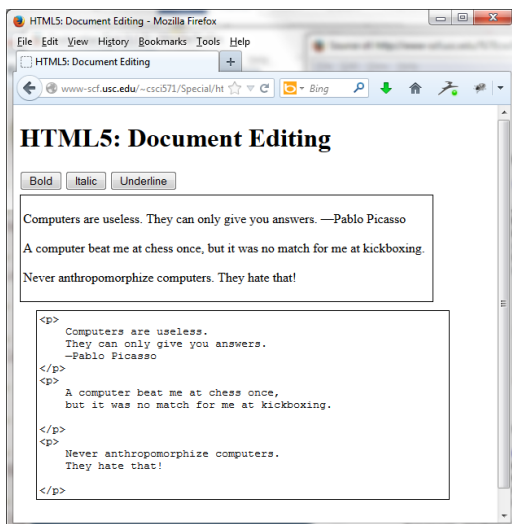 HTML5: Document Editing - Mozilla Firefox
File Edit View History Bookmarks Tools Help
HTML5: Document Editing +
www-scf.usc.edu/~csci571/Special/ht Bing
HTML5: Document Editing
Bold Italic Underline
Computers are useless. They can only give you answers. —Pablo Picasso
A computer beat me at chess once, but it was no match for me at kickboxing.
Never anthropomorphize computers. They hate that!
<p>
Computers are useless.
They can only give you answers.
—Pablo Picasso
</p>
<p>
A computer beat me at chess once,
but it was no match for me at kickboxing.
</p>
<p>
Never anthropomorphize computers.
They hate that!
</p>